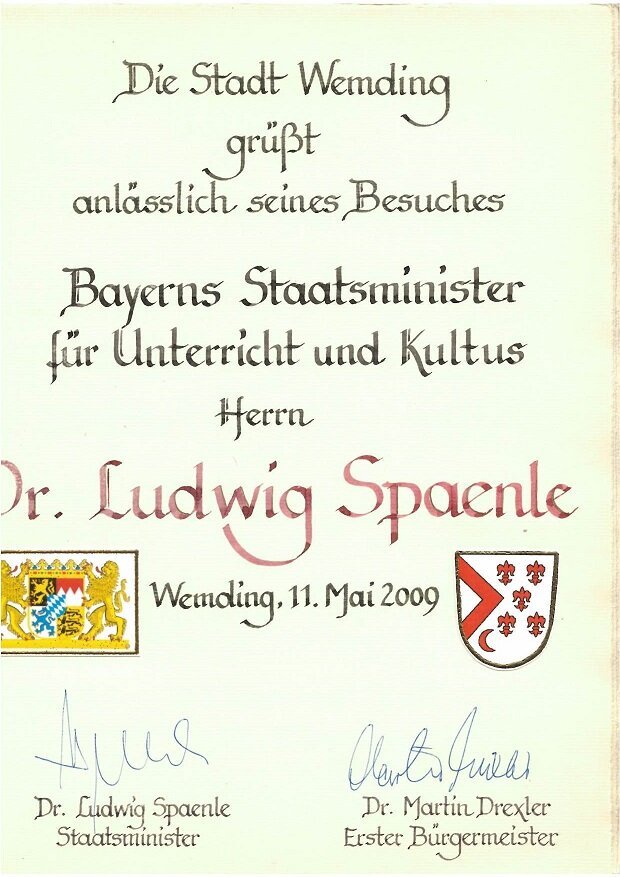 Die Stadt Wemding
grüßt
anlässlich seines Besuches
Bayerns Staatsminister
für Unterricht und Kultus
Herrn
Dr. Ludwig Spaenle
Wemding, 11. Mai 2009
Dr. Ludwig Spaenle
Staatsminister
Dr. Martin Drexler
Erster Bürgermeister